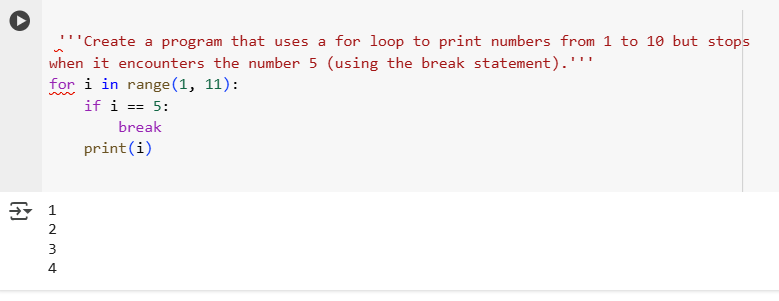 '''Create a program that uses a for loop to print numbers from 1 to 10 but stops
when it encounters the number 5 (using the break statement).'''
for i in range(1, 11):
    if i == 5:
        break
    print(i)
1
2
3
4